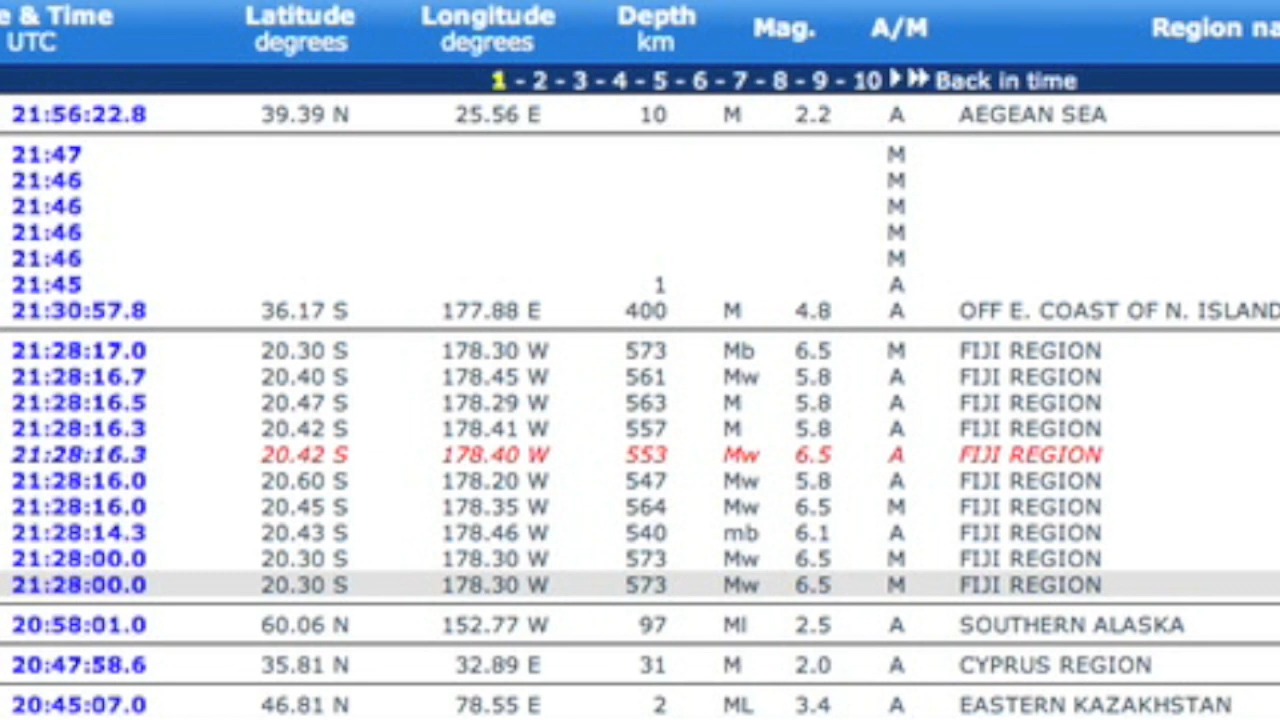 e & Time Latitude Longitude Depth Mag. A/M Region na
UTC degrees degrees km
1 - 2 - 3 - 4 - 5 - 6 - 7 - 8 - 9 - 10 Back in time
21:56:22.8 39.39 N 25.56 E 10 M 2.2 A AEGEAN SEA
21:47 M
21:46 M
21:46 M
21:46 M
21:46 M
21:45 1 A
21:30:57.8 36.17 S 177.88 E 400 M 4.8 A OFF E. COAST OF N. ISLAND
21:28:17.0 20.30 S 178.30 W 573 Mb 6.5 M FIJI REGION
21:28:16.7 20.40 S 178.45 W 561 Mw 5.8 A FIJI REGION
21:28:16.5 20.47 S 178.29 W 563 M 5.8 A FIJI REGION
21:28:16.3 20.42 S 178.41 W 557 M 5.8 A FIJI REGION
21:28:16.3 20.42 S 178.40 W 553 Mw 6.5 A FIJI REGION
21:28:16.0 20.60 S 178.20 W 547 Mw 5.8 A FIJI REGION
21:28:16.0 20.45 S 178.35 W 564 Mw 6.5 M FIJI REGION
21:28:14.3 20.43 S 178.46 W 540 mb 6.1 A FIJI REGION
21:28:00.0 20.30 S 178.30 W 573 Mw 6.5 M FIJI REGION
21:28:00.0 20.30 S 178.30 W 573 Mw 6.5 M FIJI REGION
20:58:01.0 60.06 N 152.77 W 97 Ml 2.5 A SOUTHERN ALASKA
20:47:58.6 35.81 N 32.89 E 31 M 2.0 A CYPRUS REGION
20:45:07.0 46.81 N 78.55 E 2 ML 3.4 A EASTERN KAZAKHSTAN